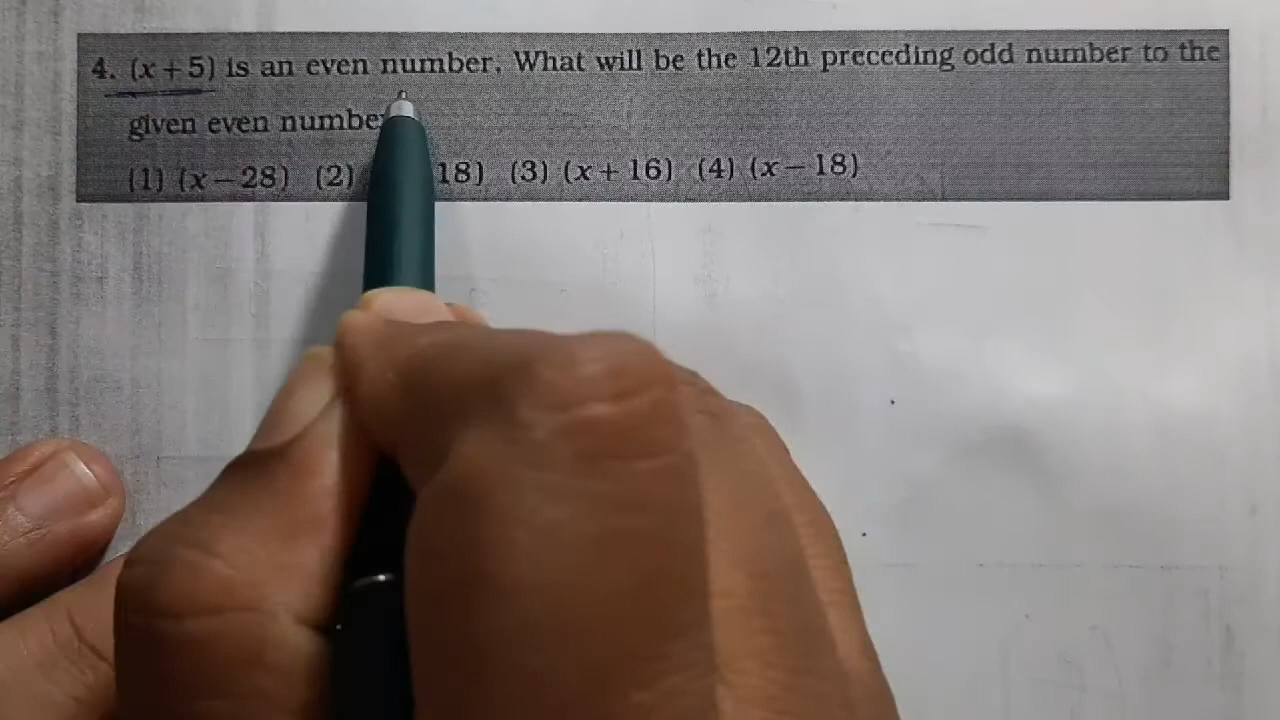 4. (x + 5) is an even number, What will be the 12th preceding odd number to the
given even number
(1) (x – 28) (2) 18) (3) (x + 16) (4) (x – 18)